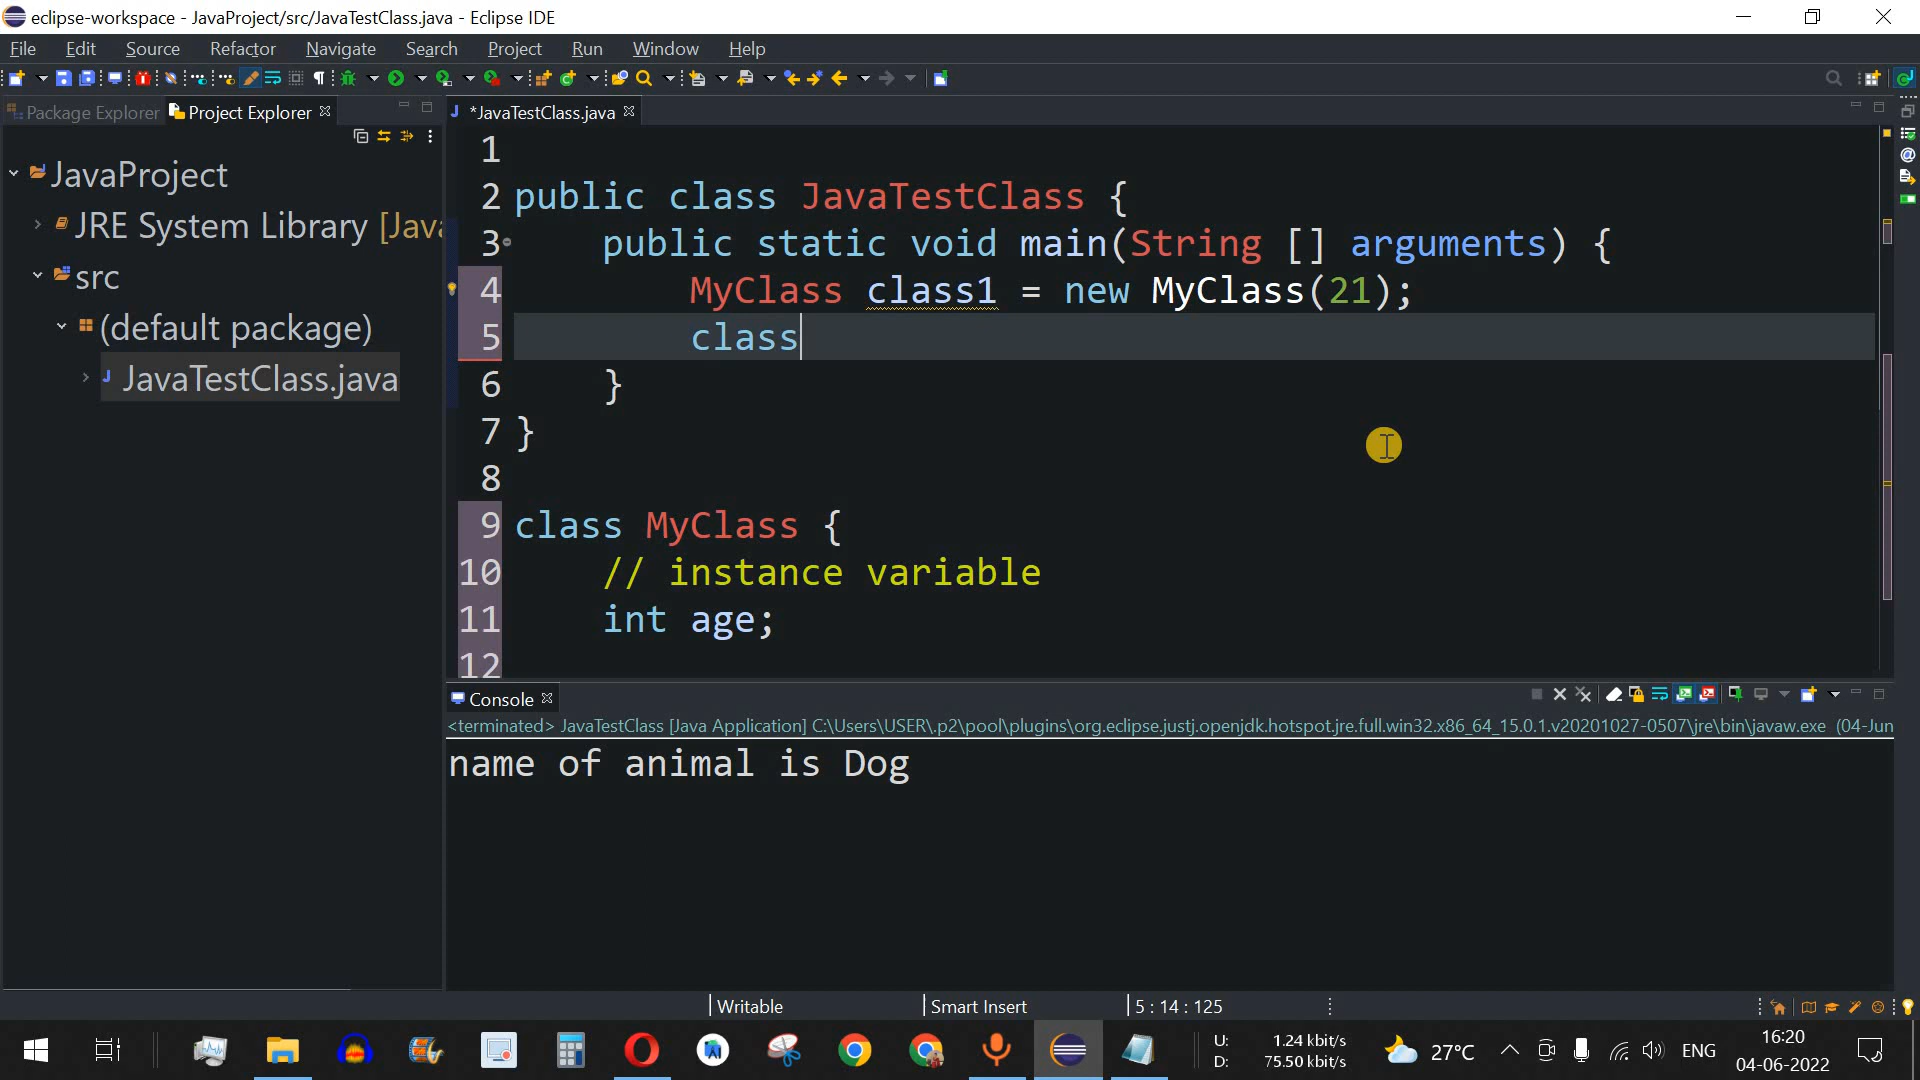 eclipse-workspace - JavaProject/src/JavaTestClass.java - Eclipse IDE
File Edit Source Refactor Navigate Search Project Run Window Help
Package Explorer Project Explorer *JavaTestClass.java
JavaProject
JRE System Library [Java
src
(default package)
JavaTestClass.java
1
2 public class JavaTestClass {
3 public static void main(String [] arguments) {
4 MyClass class1 = new MyClass(21);
5 class
6 }
7 }
8
9 class MyClass {
10 // instance variable
11 int age;
12
Console
<terminated> JavaTestClass [Java Application] C:\Users\USER\.p2\pool\plugins\org.eclipse.justj.openjdk.hotspot.jre.full.win32.x86_64_15.0.1.v20201027-0507\jre\bin\javaw.exe (04-Jun
name of animal is Dog
Writable Smart Insert 5 : 14 : 125
U: 1.24 kbit/s
D: 75.50 kbit/s
27°C
ENG
16:20
04-06-2022